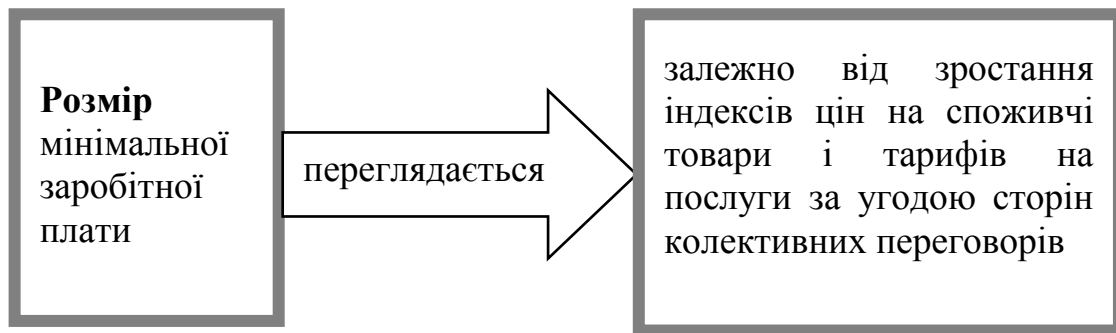 Розмір
мінімальної
заробітної
плати
переглядається
залежно від зростання
індексів цін на споживчі
товари і тарифів на
послуги за угодою сторін
колективних переговорів